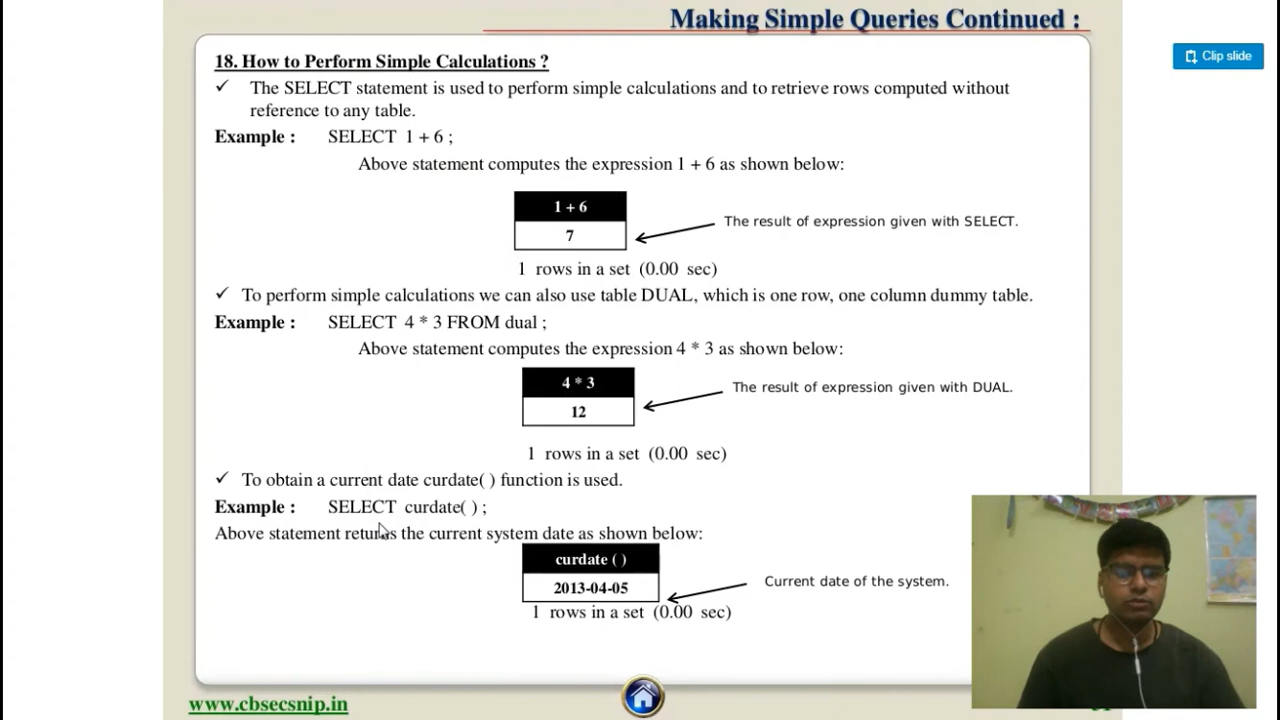 Making Simple Queries Continued :
Clip slide
18. How to Perform Simple Calculations ?
✓ The SELECT statement is used to perform simple calculations and to retrieve rows computed without
reference to any table.
Example : SELECT 1 + 6 ;
Above statement computes the expression 1 + 6 as shown below:
1 + 6
7
The result of expression given with SELECT.
1 rows in a set (0.00 sec)
✓ To perform simple calculations we can also use table DUAL, which is one row, one column dummy table.
Example : SELECT 4 * 3 FROM dual ;
Above statement computes the expression 4 * 3 as shown below:
4 * 3
12
The result of expression given with DUAL.
1 rows in a set (0.00 sec)
✓ To obtain a current date curdate( ) function is used.
Example : SELECT curdate( ) ;
Above statement returns the current system date as shown below:
curdate ( )
2013-04-05
Current date of the system.
1 rows in a set (0.00 sec)
www.cbsecsnip.in